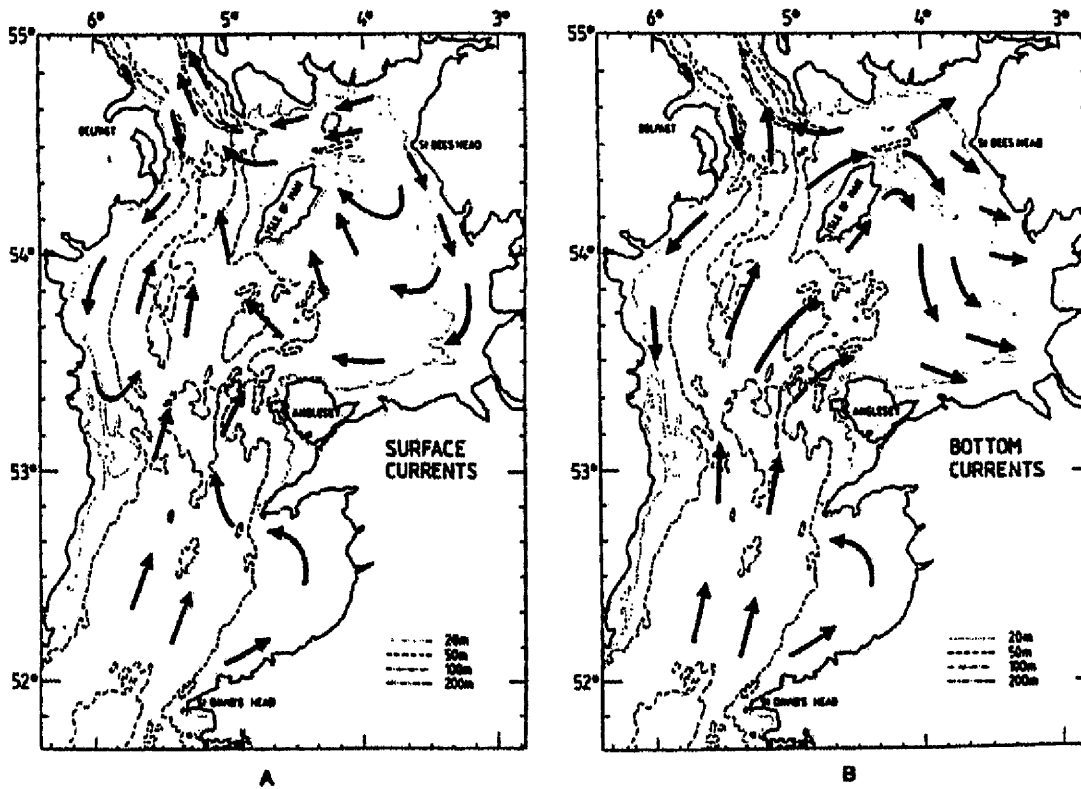 6° 5° 4° 3°
55°
BELFAST
ST BEES HEAD
ISLE OF MAN
54°
ANGLESEY
53°
SURFACE
CURRENTS
20m
50m
100m
200m
52°
ST DAVID'S HEAD
A
6° 5° 4° 3°
55°
BELFAST
ST BEES HEAD
ISLE OF MAN
54°
ANGLESEY
53°
BOTTOM
CURRENTS
20m
50m
100m
200m
52°
ST DAVID'S HEAD
B